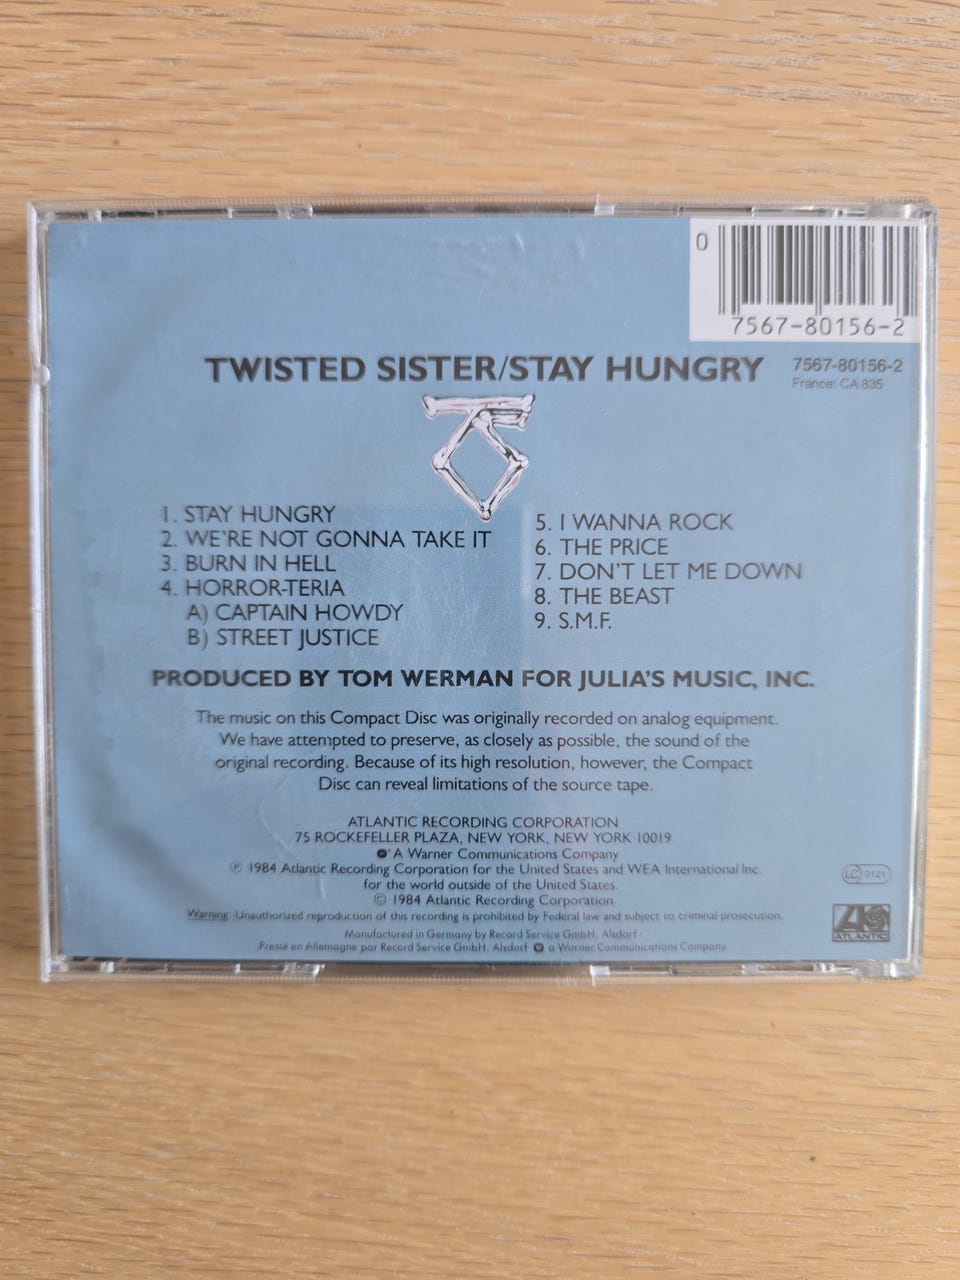 0
7567-80156-2
TWISTED SISTER/STAY HUNGRY
7567-80156-2
France: CA 835
1. STAY HUNGRY
2. WE'RE NOT GONNA TAKE IT
3. BURN IN HELL
4. HORROR-TERIA
A) CAPTAIN HOWDY
B) STREET JUSTICE
5. I WANNA ROCK
6. THE PRICE
7. DON'T LET ME DOWN
8. THE BEAST
9. S.M.F.
PRODUCED BY TOM WERMAN FOR JULIA'S MUSIC, INC.
The music on this Compact Disc was originally recorded on analog equipment.
We have attempted to preserve, as closely as possible, the sound of the
original recording. Because of its high resolution, however, the Compact
Disc can reveal limitations of the source tape.
ATLANTIC RECORDING CORPORATION
75 ROCKEFELLER PLAZA, NEW YORK, NEW YORK 10019
A Warner Communications Company
℗ 1984 Atlantic Recording Corporation for the United States and WEA International Inc.
for the world outside of the United States.
© 1984 Atlantic Recording Corporation
Warning: Unauthorized reproduction of this recording is prohibited by Federal law and subject to criminal prosecution.
Manufactured in Germany by Record Service GmbH. Alsdorf
Pressé en Allemagne par Record Service GmbH. Alsdorf a Warner Communications Company
LC 0121
ATLANTIC